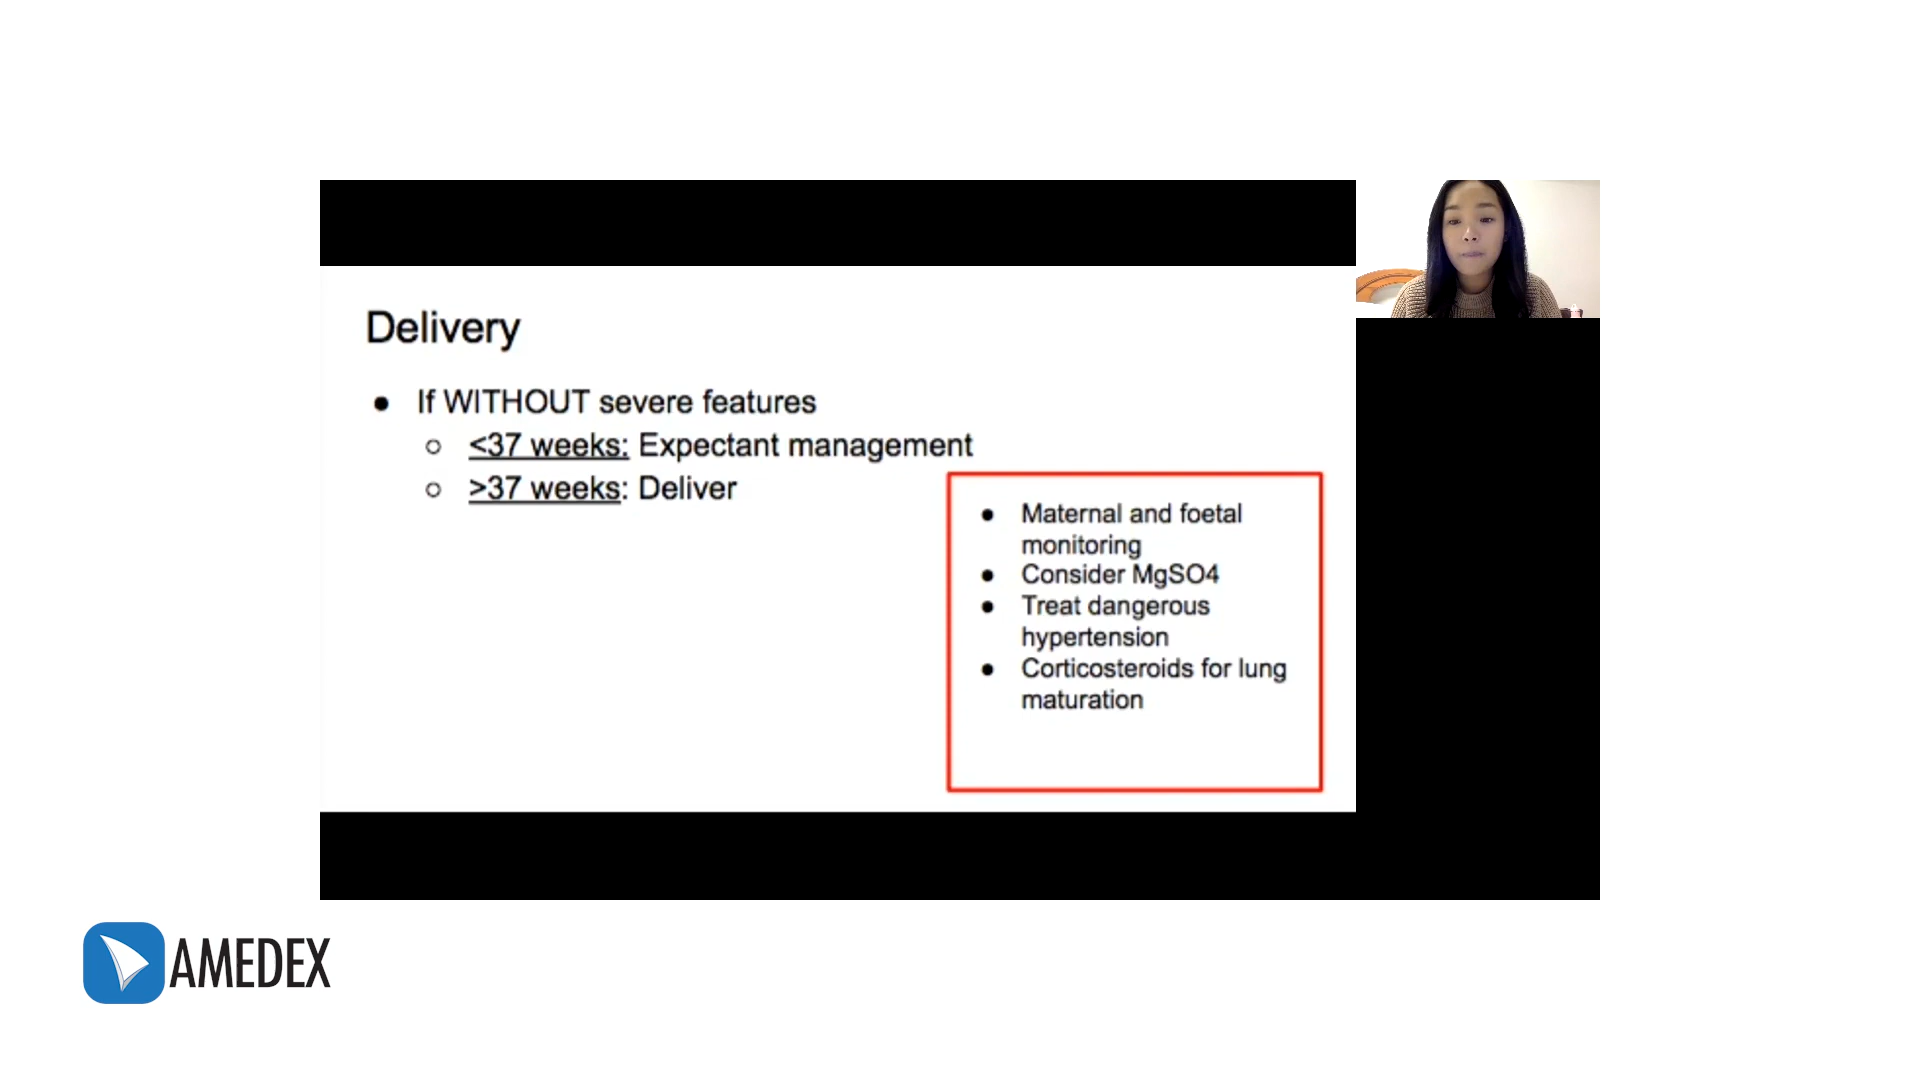 Delivery
● If WITHOUT severe features
○ <37 weeks: Expectant management
○ >37 weeks: Deliver
● Maternal and foetal
monitoring
● Consider MgSO4
● Treat dangerous
hypertension
● Corticosteroids for lung
maturation
AMEDEX